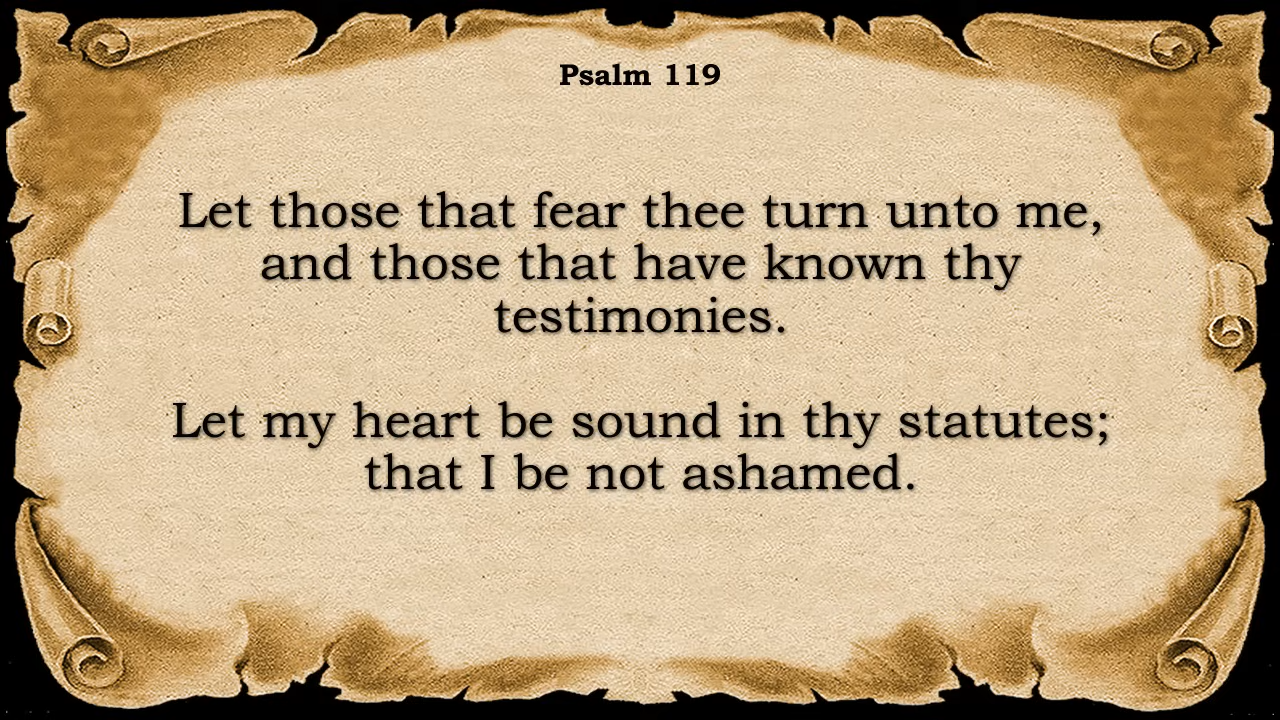 Psalm 119
Let those that fear thee turn unto me,
and those that have known thy
testimonies.
Let my heart be sound in thy statutes;
that I be not ashamed.